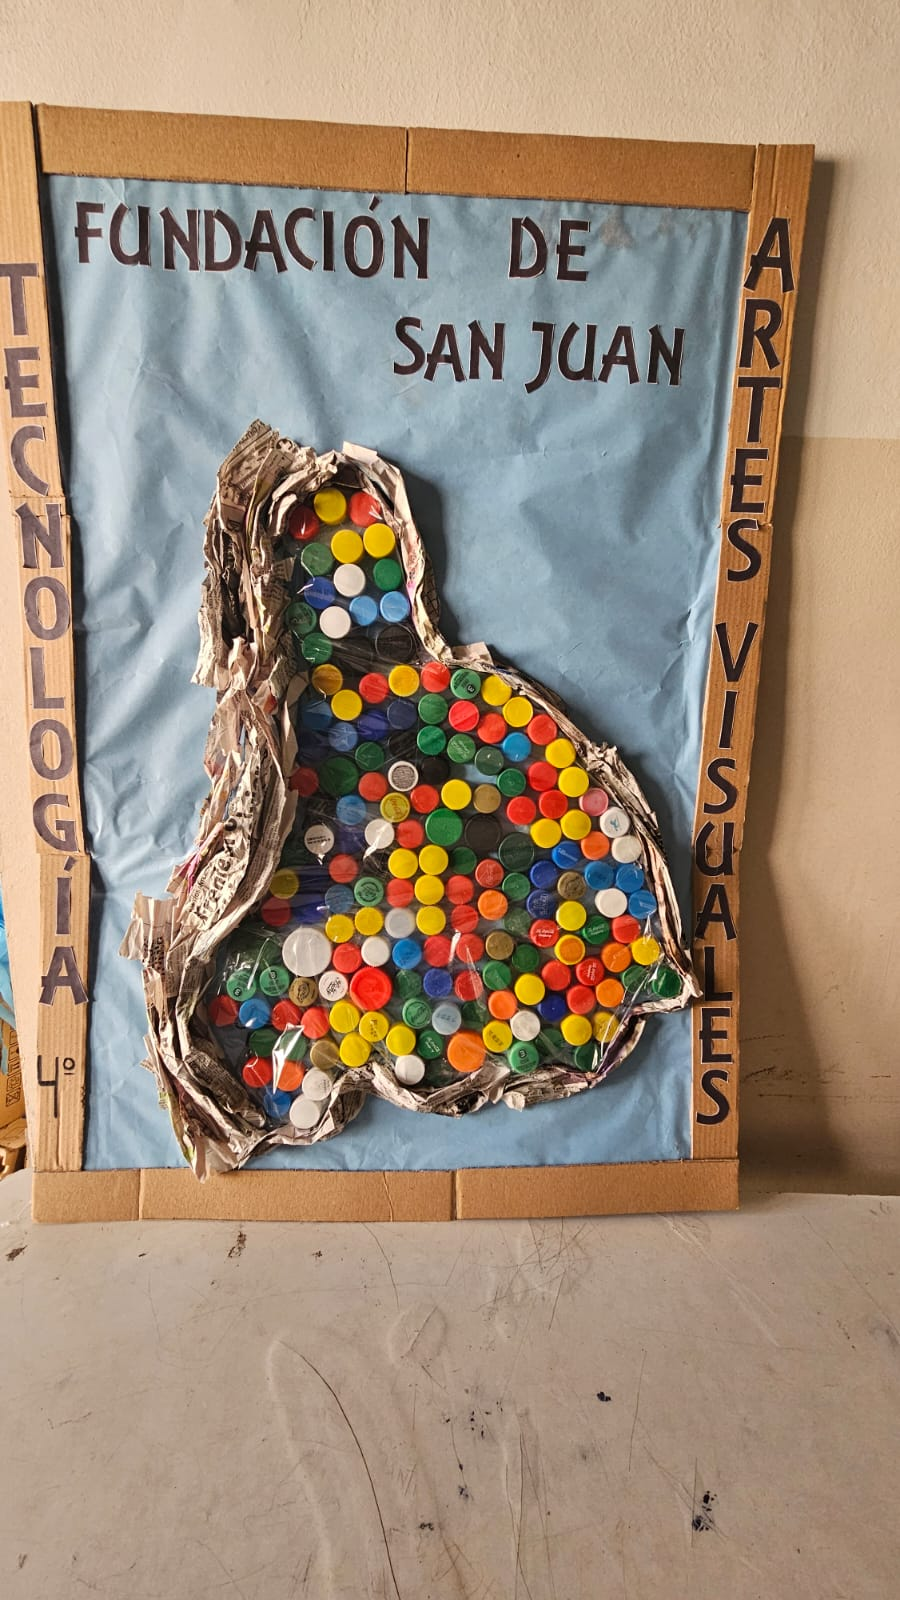 FUNDACIÓN DE
SAN JUAN
TECNOLOGÍA
4º
ARTES VISUALES